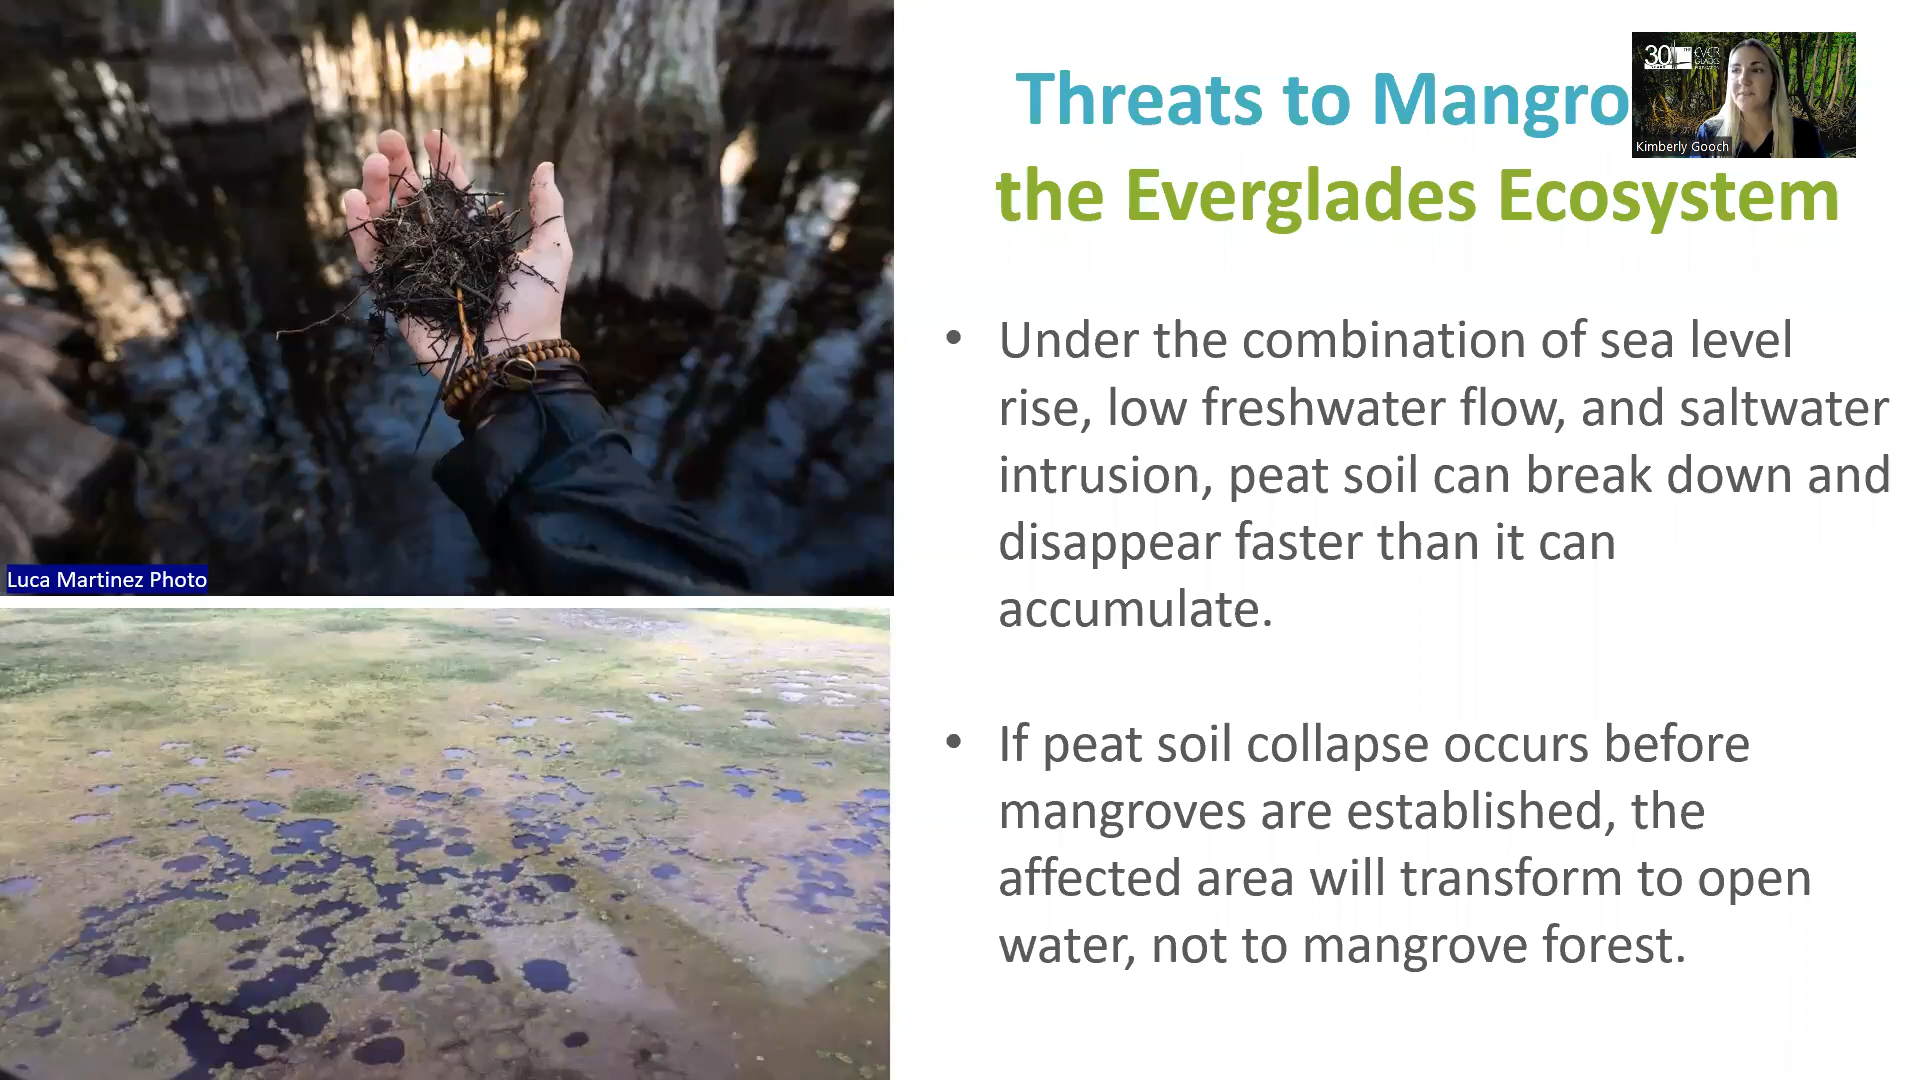 Threats to Mangro
the Everglades Ecosystem
30
EVER
GLADES
Kimberly Gooch
• Under the combination of sea level
rise, low freshwater flow, and saltwater
intrusion, peat soil can break down and
disappear faster than it can
accumulate.
• If peat soil collapse occurs before
mangroves are established, the
affected area will transform to open
water, not to mangrove forest.
Luca Martinez Photo